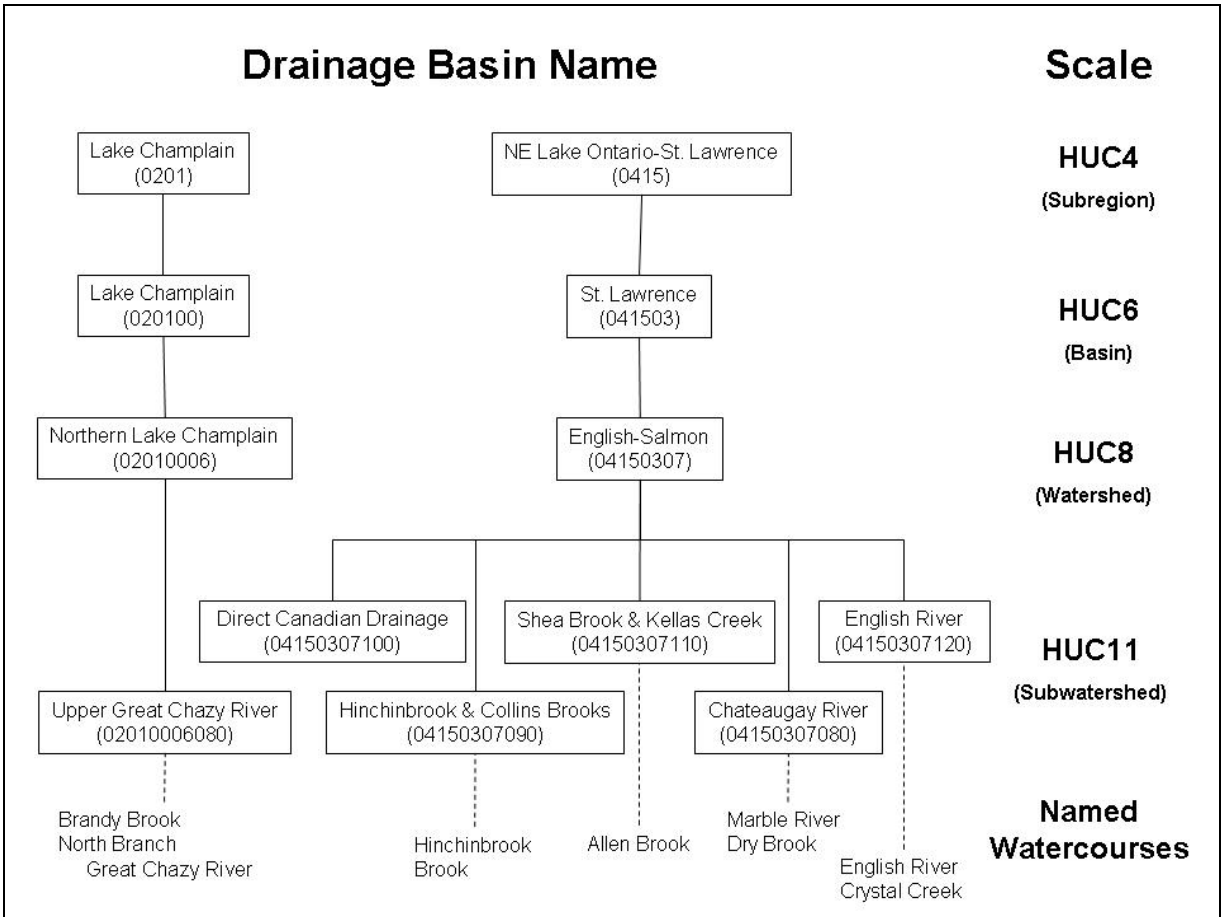 Drainage Basin Name
Scale
Lake Champlain
(0201)
NE Lake Ontario-St. Lawrence
(0415)
HUC4
(Subregion)
Lake Champlain
(020100)
St. Lawrence
(041503)
HUC6
(Basin)
Northern Lake Champlain
(02010006)
English-Salmon
(04150307)
HUC8
(Watershed)
Direct Canadian Drainage
(04150307100)
Shea Brook & Kellas Creek
(04150307110)
English River
(04150307120)
HUC11
(Subwatershed)
Upper Great Chazy River
(02010006080)
Hinchinbrook & Collins Brooks
(04150307090)
Chateaugay River
(04150307080)
Brandy Brook
North Branch
Great Chazy River
Hinchinbrook
Brook
Allen Brook
Marble River
Dry Brook
English River
Crystal Creek
Named
Watercourses